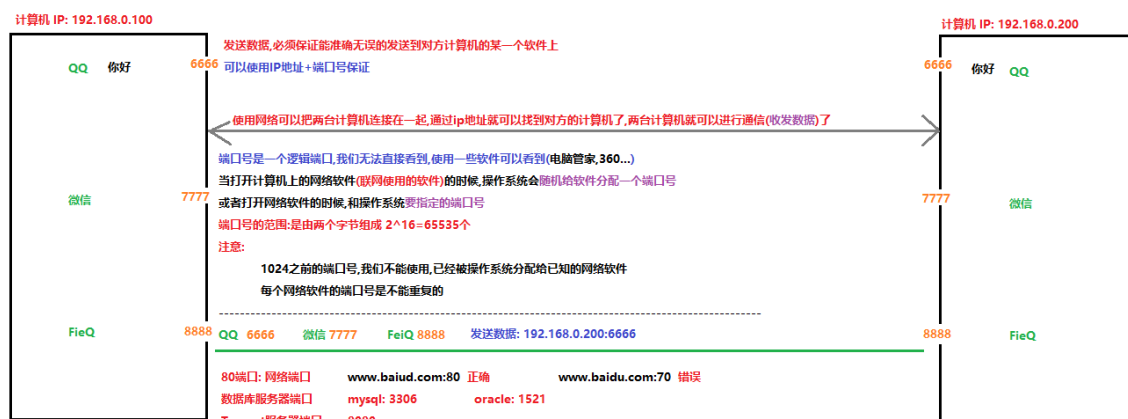 计算机 IP: 192.168.0.100
计算机 IP: 192.168.0.200
发送数据,必须保证能准确无误的发送到对方计算机的某一个软件上
QQ 你好 6666 可以使用IP地址+端口号保证 6666 你好 QQ
使用网络可以把两台计算机连接在一起,通过ip地址就可以找到对方的计算机了,两台计算机就可以进行通信(收发数据)了
端口号是一个逻辑端口,我们无法直接看到,使用一些软件可以看到(电脑管家,360...)
当打开计算机上的网络软件(联网使用的软件)的时候,操作系统会随机给软件分配一个端口号
微信 7777 或者打开网络软件的时候,和操作系统要指定的端口号 7777 微信
端口号的范围:是由两个字节组成 2^16=65535个
注意:
1024之前的端口号,我们不能使用,已经被操作系统分配给已知的网络软件
每个网络软件的端口号是不能重复的
FieQ 8888 QQ 6666 微信 7777 FeiQ 8888 发送数据: 192.168.0.200:6666 8888 FieQ
80端口: 网络端口 www.baiud.com:80 正确 www.baidu.com:70 错误
数据库服务器端口 mysql: 3306 oracle: 1521